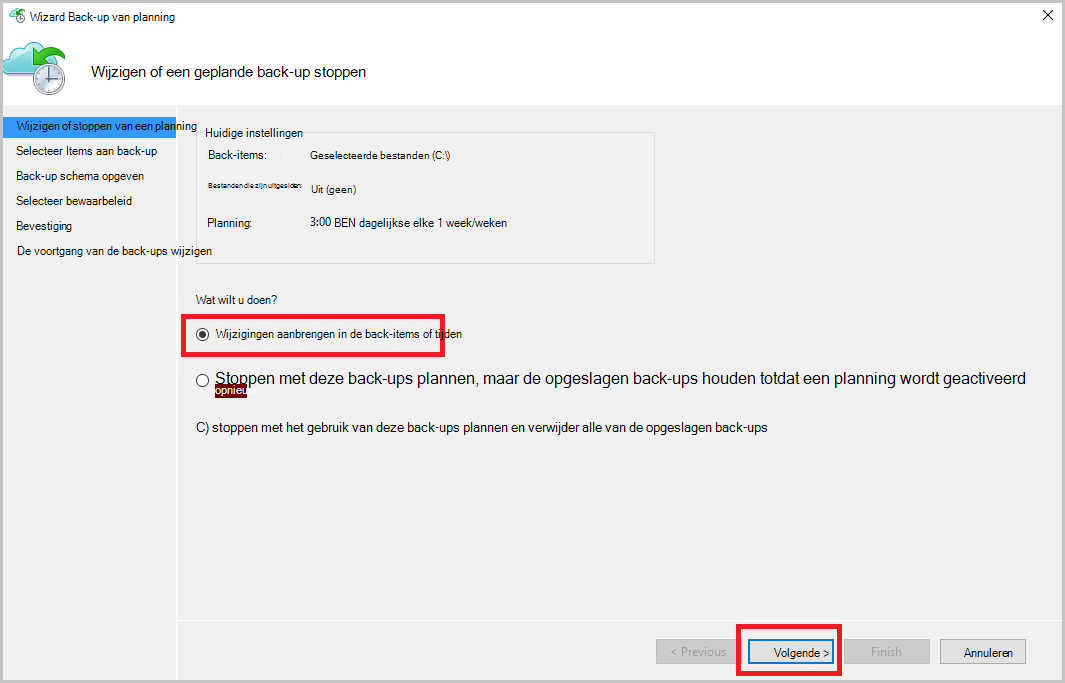 Wizard Back-up van planning
Wijzigen of een geplande back-up stoppen
Wijzigen of stoppen van een planning
Selecteer Items aan back-up
Back-up schema opgeven
Selecteer bewaarbeleid
Bevestiging
De voortgang van de back-ups wijzigen
Huidige instellingen
Back-items: Geselecteerde bestanden (C:\)
Bestanden die zijn uitgesloten: Uit (geen)
Planning: 3:00 BEN dagelijkse elke 1 week/weken
Wat wilt u doen?
Wijzigingen aanbrengen in de back-items of tijden
Stoppen met deze back-ups plannen, maar de opgeslagen back-ups houden totdat een planning wordt geactiveerd
opnieu
C) stoppen met het gebruik van deze back-ups plannen en verwijder alle van de opgeslagen back-ups
< Previous Volgende > Finish Annuleren